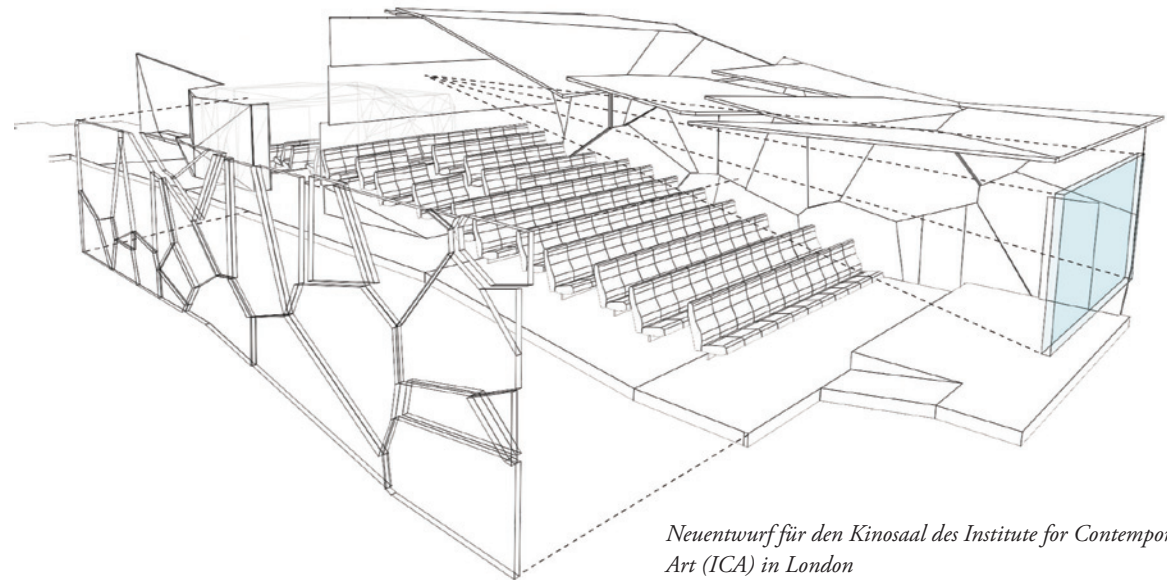 Neuentwurf für den Kinosaal des Institute for Contempor
Art (ICA) in London